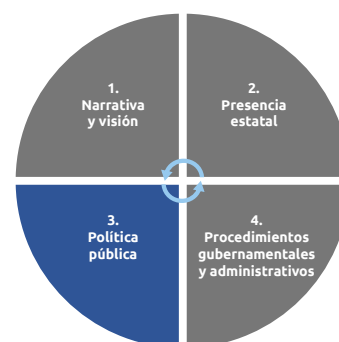 1.
Narrativa
y visión
2.
Presencia
estatal
3.
Política
pública
4.
Procedimientos
gubernamentales
y administrativos